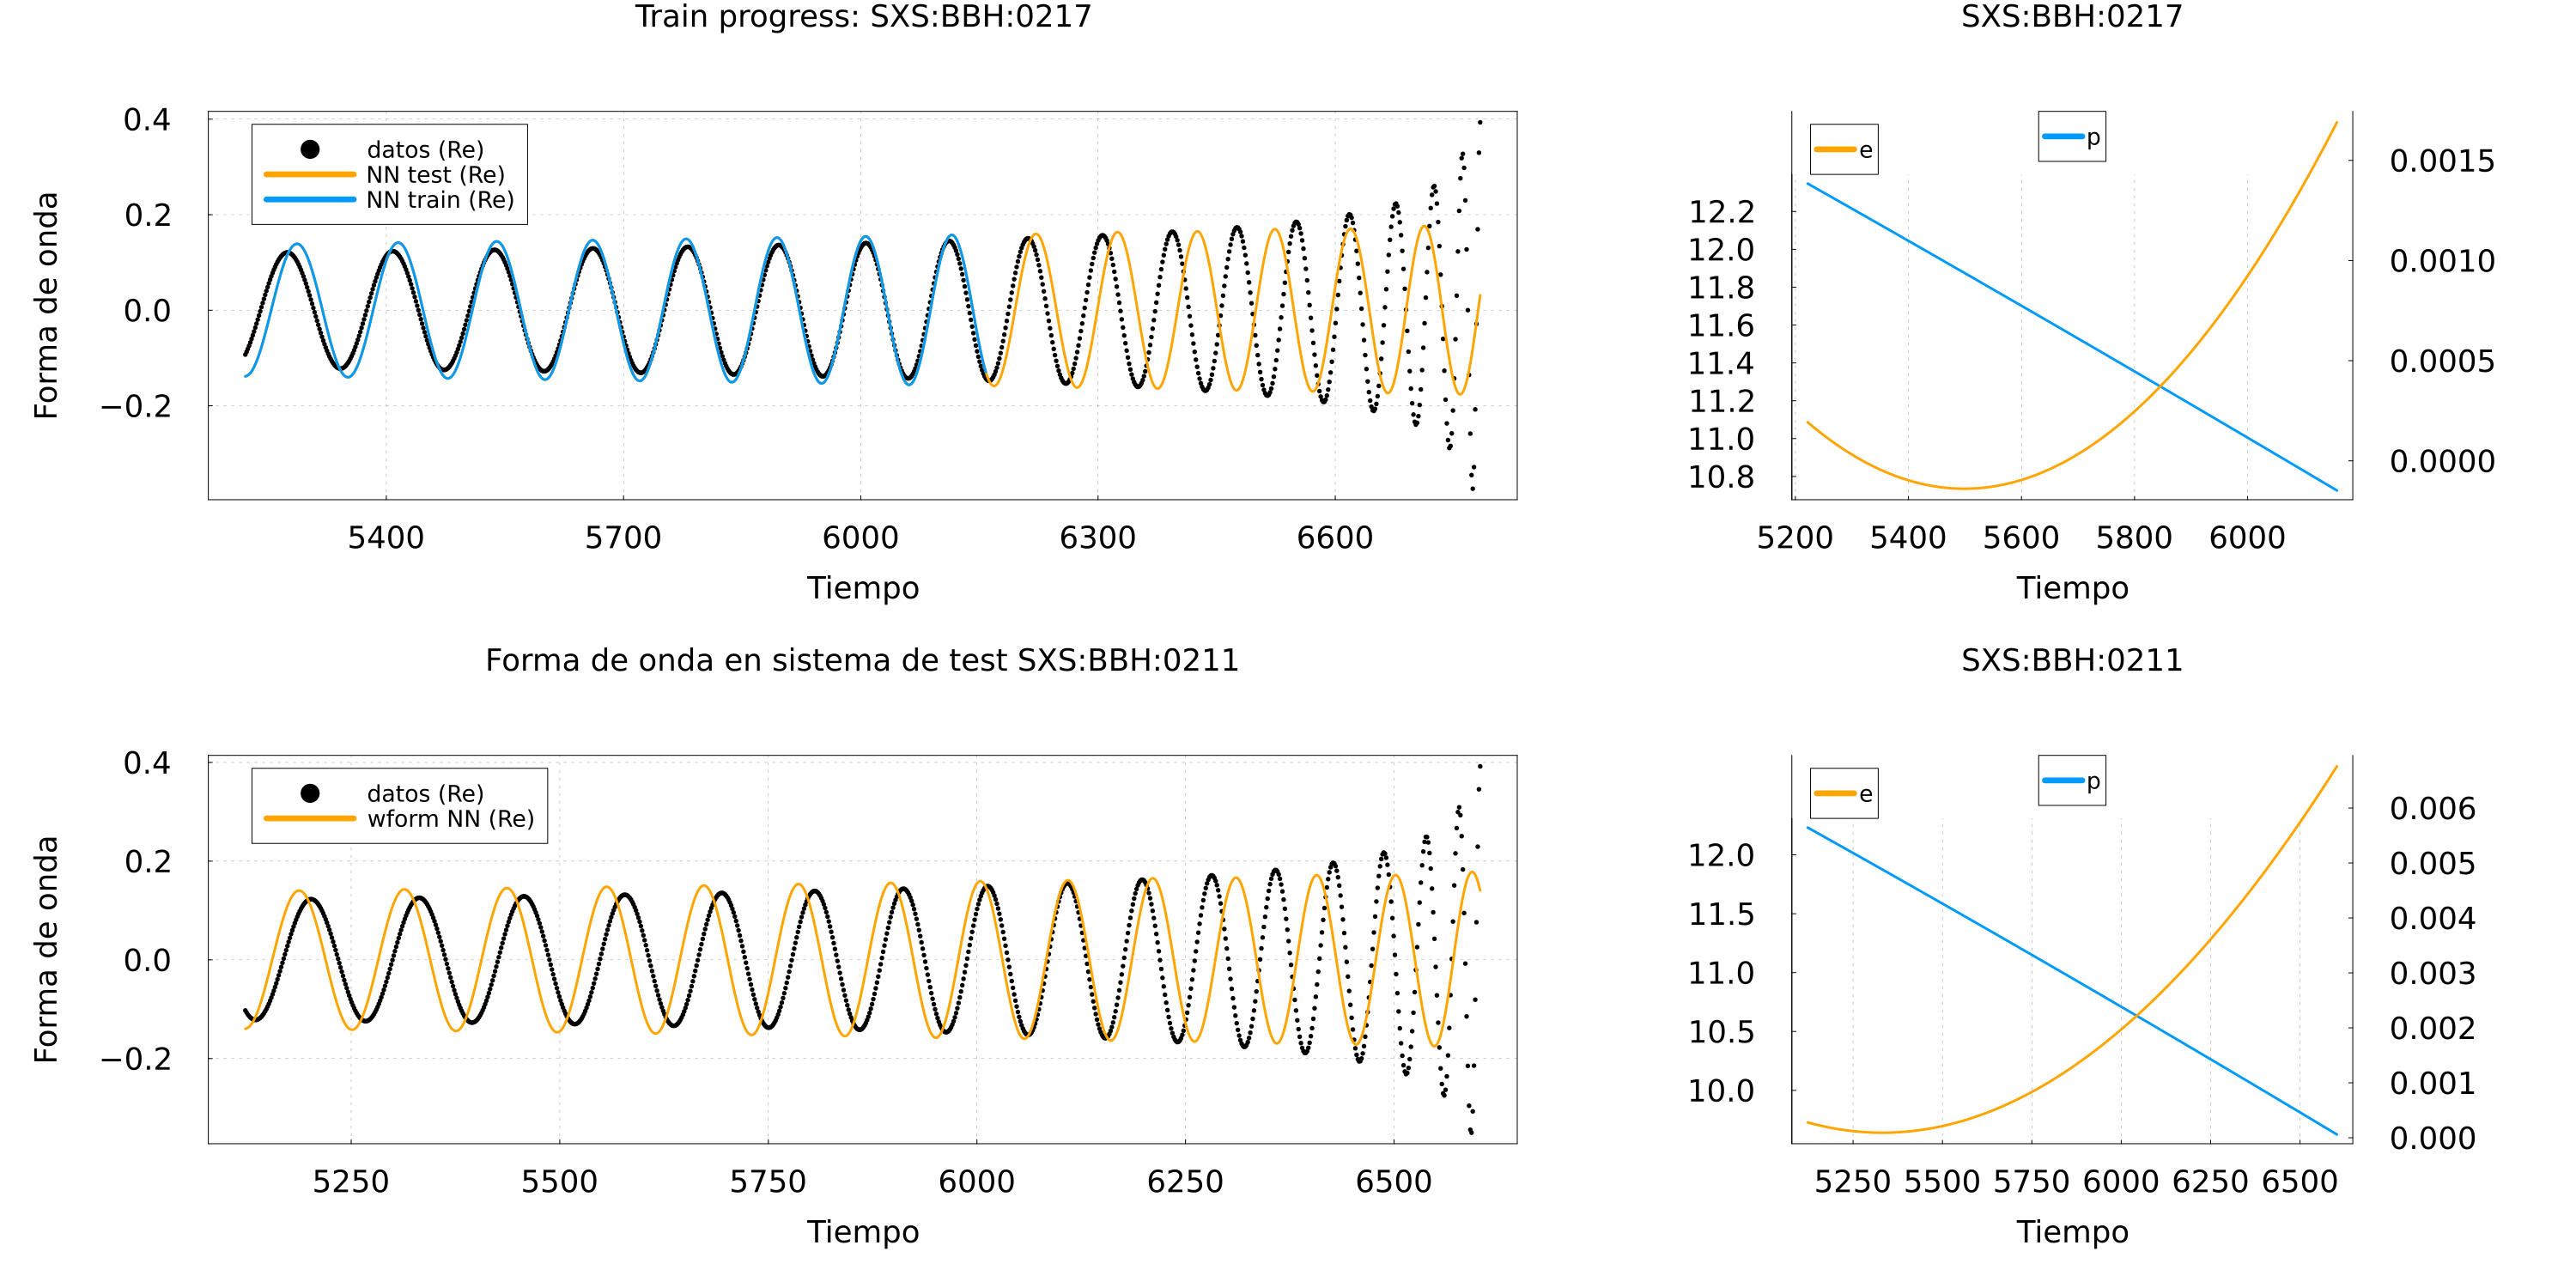 Train progress: SXS:BBH:0217
0.4
0.2
0.0
−0.2
Forma de onda
datos (Re)
NN test (Re)
NN train (Re)
5400 5700 6000 6300 6600
Tiempo
SXS:BBH:0217
e
p
12.2
12.0
11.8
11.6
11.4
11.2
11.0
10.8
0.0015
0.0010
0.0005
0.0000
5200 5400 5600 5800 6000
Tiempo
Forma de onda en sistema de test SXS:BBH:0211
0.4
0.2
0.0
−0.2
Forma de onda
datos (Re)
wform NN (Re)
5250 5500 5750 6000 6250 6500
Tiempo
SXS:BBH:0211
e
p
12.0
11.5
11.0
10.5
10.0
0.006
0.005
0.004
0.003
0.002
0.001
0.000
5250 5500 5750 6000 6250 6500
Tiempo